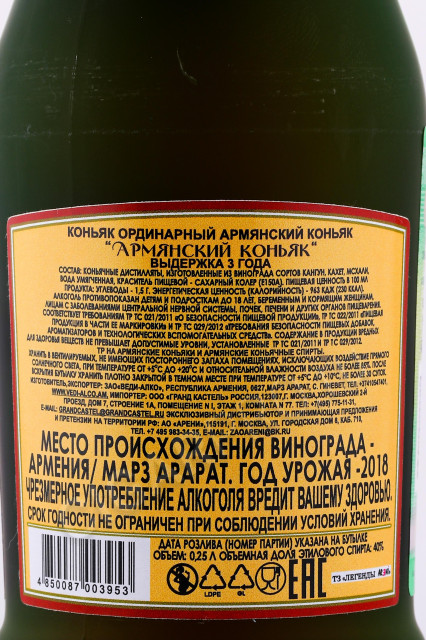 КОНЬЯК ОРДИНАРНЫЙ АРМЯНСКИЙ КОНЬЯК
"АРМЯНСКИЙ КОНЬЯК"
ВЫДЕРЖКА 3 ГОДА
СОСТАВ: КОНЬЯЧНЫЕ ДИСТИЛЛЯТЫ, ИЗГОТОВЛЕННЫЕ ИЗ ВИНОГРАДА СОРТОВ КАНГУН, КАХЕТ, МСХАЛИ,
ВОДА УМЯГЧЕННАЯ, КРАСИТЕЛЬ ПИЩЕВОЙ - САХАРНЫЙ КОЛЕР (Е150А). ПИЩЕВАЯ ЦЕННОСТЬ В 100 МЛ
ПРОДУКТА: УГЛЕВОДЫ - 1,5 Г. ЭНЕРГЕТИЧЕСКАЯ ЦЕННОСТЬ (КАЛОРИЙНОСТЬ) - 963 КДЖ (230 ККАЛ).
АЛКОГОЛЬ ПРОТИВОПОКАЗАН ДЕТЯМ И ПОДРОСТКАМ ДО 18 ЛЕТ, БЕРЕМЕННЫМ И КОРМЯЩИМ ЖЕНЩИНАМ,
ЛИЦАМ С ЗАБОЛЕВАНИЯМИ ЦЕНТРАЛЬНОЙ НЕРВНОЙ СИСТЕМЫ, ПОЧЕК, ПЕЧЕНИ И ДРУГИХ ОРГАНОВ ПИЩЕВАРЕНИЯ.
СООТВЕТСТВУЕТ ТРЕБОВАНИЯМ ТР ТС 021/2011 «О БЕЗОПАСНОСТИ ПИЩЕВОЙ ПРОДУКЦИИ», ТР ТС 022/2011 «ПИЩЕВАЯ
ПРОДУКЦИЯ В ЧАСТИ ЕЕ МАРКИРОВКИ» И ТР ТС 029/2012 «ТРЕБОВАНИЯ БЕЗОПАСНОСТИ ПИЩЕВЫХ ДОБАВОК,
АРОМАТИЗАТОРОВ И ТЕХНОЛОГИЧЕСКИХ ВСПОМОГАТЕЛЬНЫХ СРЕДСТВ». СОДЕРЖАНИЕ В ПРОДУКЦИИ ВРЕДНЫХ
ДЛЯ ЗДОРОВЬЯ ВЕЩЕСТВ НЕ ПРЕВЫШАЕТ ДОПУСТИМЫЕ УРОВНИ, УСТАНОВЛЕННЫЕ ТР ТС 021/2011 И ТР ТС 029/2012.
ТР НА АРМЯНСКИЕ КОНЬЯКИ И АРМЯНСКИЕ КОНЬЯЧНЫЕ СПИРТЫ.
ХРАНИТЬ В ВЕНТИЛИРУЕМЫХ, НЕ ИМЕЮЩИХ ПОСТОРОННЕГО ЗАПАХА ПОМЕЩЕНИЯХ, ИСКЛЮЧАЮЩИХ ВОЗДЕЙСТВИЕ ПРЯМОГО
СОЛНЕЧНОГО СВЕТА, ПРИ ТЕМПЕРАТУРЕ ОТ +5°С ДО +20°С И ОТНОСИТЕЛЬНОЙ ВЛАЖНОСТИ ВОЗДУХА НЕ БОЛЕЕ 85%, ПОСЛЕ
ВСКРЫТИЯ БУТЫЛКУ ХРАНИТЬ ПЛОТНО ЗАКРЫТОЙ В ТЕМНОМ МЕСТЕ ПРИ ТЕМПЕРАТУРЕ ОТ +5°С ДО +10°С, НЕ БОЛЕЕ 30 СУТОК.
ИЗГОТОВИТЕЛЬ,ЭКСПОРТЕР: ЗАО«ВЕДИ-АЛКО», РЕСПУБЛИКА АРМЕНИЯ, 0627,МАРЗ АРАРАТ, С. ГИНЕВЕТ, ТЕЛ.
WWW.VEDI-ALCO.AM. ИМПОРТЕР ООО «ГРАНД КАСТЕЛ» РОССИЯ, 123007,Г.МОСКВА,ХОРОШЕВСКИЙ 2-Й
ПРОЕЗД, ДОМ 7, СТРОЕНИЕ 1А, ПОМЕЩЕНИЕ N I, ЭТАЖ 1, КОМНАТА N 77. ТЕЛ: +7(495) 775-11-31.
E-MAIL: GRANDCASTEL@GRANDCASTEL.RU ЭКСКЛЮЗИВНЫЙ ДИСТРИБЬЮТОР И ПРИНИМАЮЩАЯ ПРЕДЛОЖЕНИЯ
И ПРЕТЕНЗИИ НА ТЕРРИТОРИИ РФ: АО «АРЕНИ», 115191, Г. МОСКВА, УЛ. ГОРОДСКАЯ ДОМ 8, КАБ. 710,
ТЕЛ. +7 495 983-34-35, E-MAIL: ZAOARENI@BK.RU
МЕСТО ПРОИСХОЖДЕНИЯ ВИНОГРАДА -
АРМЕНИЯ/ МАРЗ АРАРАТ. ГОД УРОЖАЯ -2018
ЧРЕЗМЕРНОЕ УПОТРЕБЛЕНИЕ АЛКОГОЛЯ ВРЕДИТ ВАШЕМУ ЗДОРОВЬЮ.
СРОК ГОДНОСТИ НЕ ОГРАНИЧЕН ПРИ СОБЛЮДЕНИИ УСЛОВИЙ ХРАНЕНИЯ.
ДАТА РОЗЛИВА (НОМЕР ПАРТИИ) УКАЗАНА НА БУТЫЛКЕ
ОБЪЕМ: 0,25 Л ОБЪЕМНАЯ ДОЛЯ ЭТИЛОВОГО СПИРТА: 40%
4 850087 003953
LDPE
GL
EAC
ТЗ «ЛЕГЕНДЫ